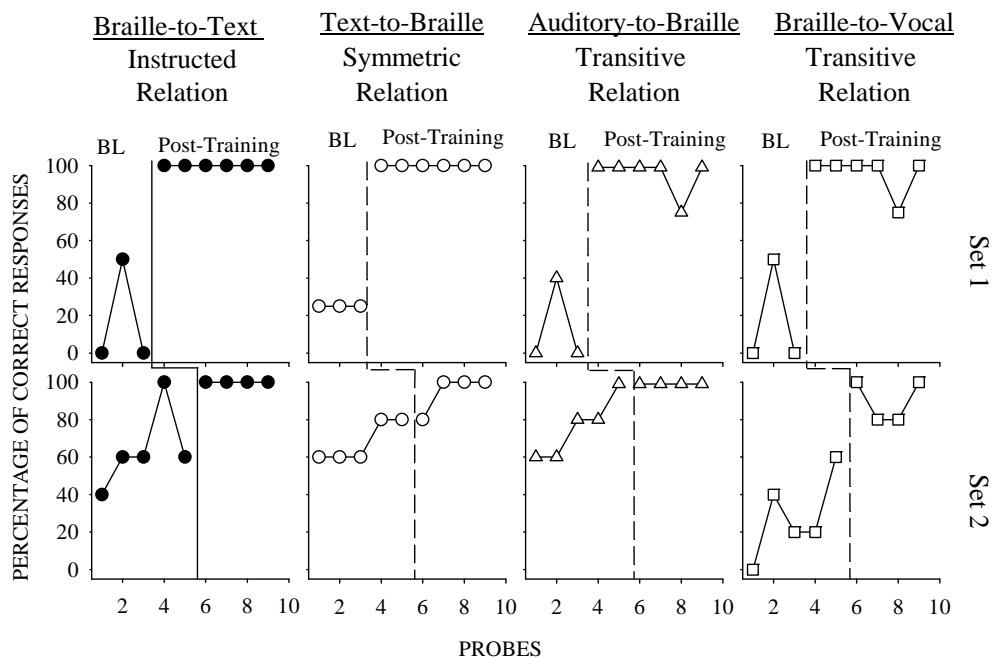 Braille-to-Text
Instructed
Relation
Text-to-Braille
Symmetric
Relation
Auditory-to-Braille
Transitive
Relation
Braille-to-Vocal
Transitive
Relation
BL Post-Training
BL Post-Training
BL Post-Training
BL Post-Training
PERCENTAGE OF CORRECT RESPONSES
100
80
60
40
20
0
Set 1
100
80
60
40
20
0
Set 2
2 4 6 8 10
2 4 6 8 10
2 4 6 8 10
2 4 6 8 10
PROBES